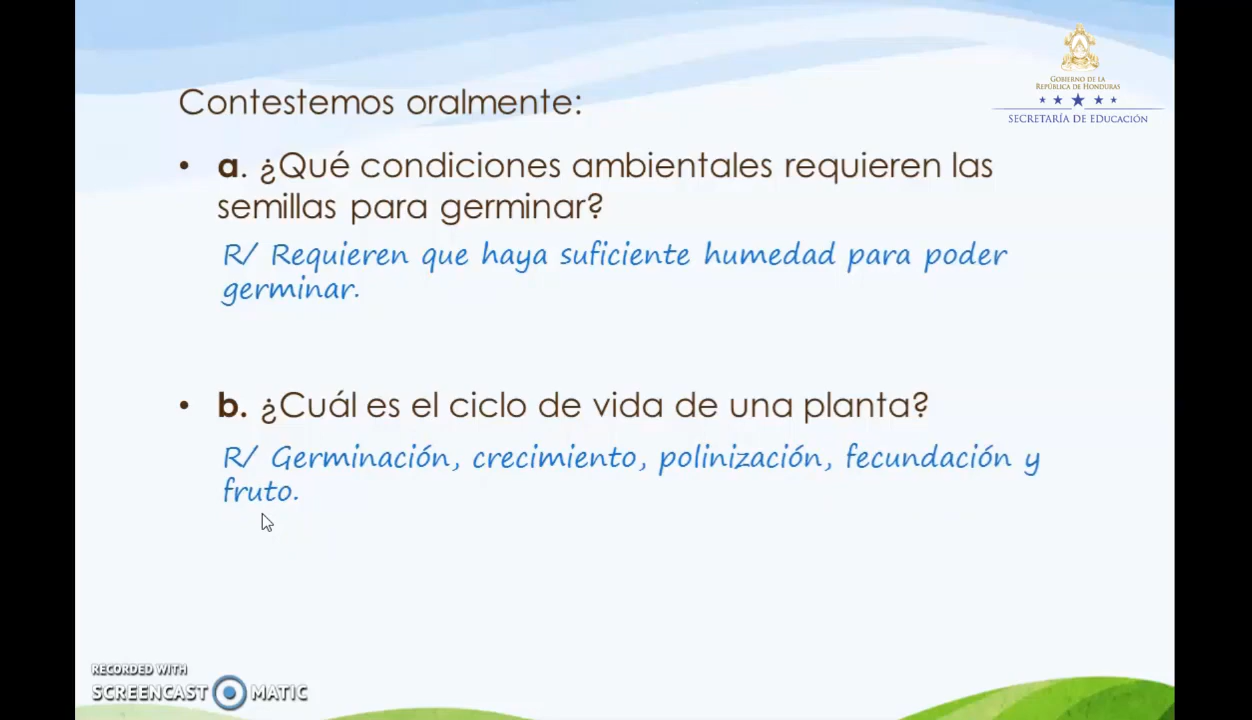 GOBIERNO DE LA
REPÚBLICA DE HONDURAS
SECRETARÍA DE EDUCACIÓN
Contestemos oralmente:
• a. ¿Qué condiciones ambientales requieren las
semillas para germinar?
R/ Requieren que haya suficiente humedad para poder
germinar.
• b. ¿Cuál es el ciclo de vida de una planta?
R/ Germinación, crecimiento, polinización, fecundación y
fruto.
RECORDED WITH
SCREENCAST MATIC